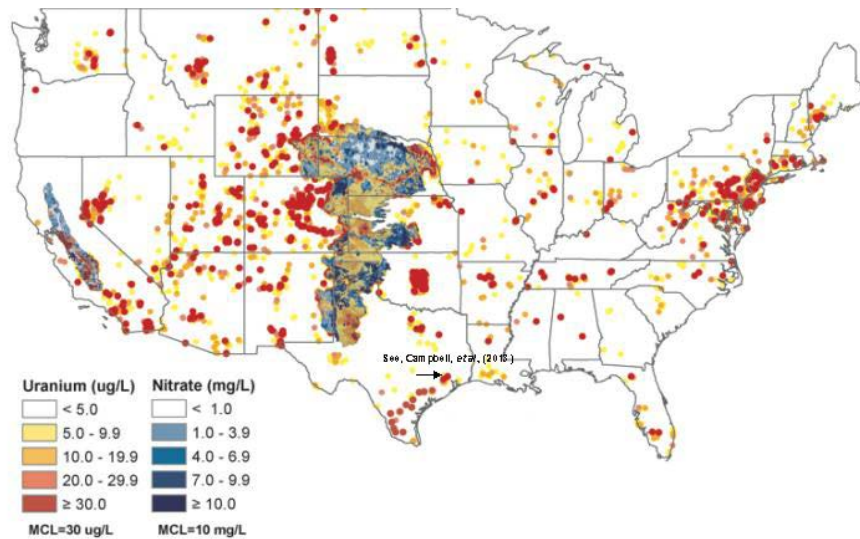 See, Campbell, et al., (2018)
Uranium (ug/L) Nitrate (mg/L)
< 5.0 < 1.0
5.0 - 9.9 1.0 - 3.9
10.0 - 19.9 4.0 - 6.9
20.0 - 29.9 7.0 - 9.9
≥ 30.0 ≥ 10.0
MCL=30 ug/L MCL=10 mg/L